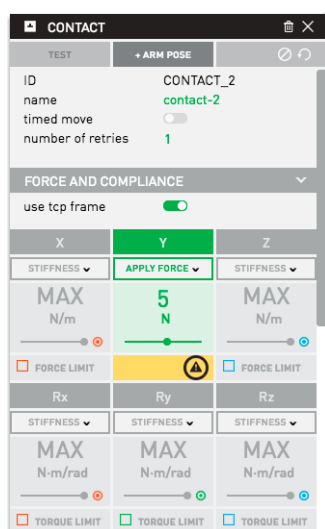 CONTACT
TEST + ARM POSE
ID CONTACT_2
name contact-2
timed move
number of retries 1
FORCE AND COMPLIANCE
use tcp frame
X Y Z
STIFFNESS APPLY FORCE STIFFNESS
MAX 5 MAX
N/m N N/m
FORCE LIMIT FORCE LIMIT
Rx Ry Rz
STIFFNESS STIFFNESS STIFFNESS
MAX MAX MAX
N·m/rad N·m/rad N·m/rad
TORQUE LIMIT TORQUE LIMIT TORQUE LIMIT